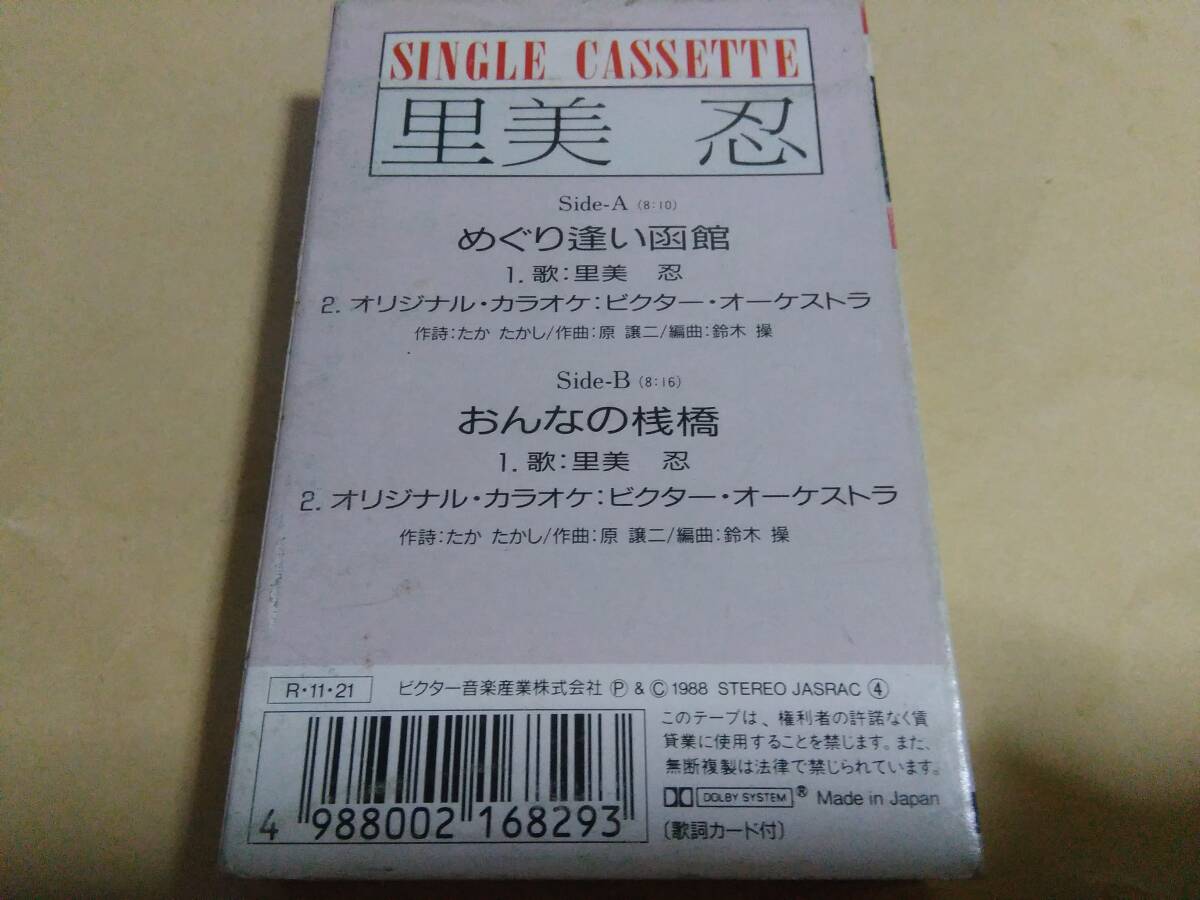 SINGLE CASSETTE
里美 忍
Side-A (8:10)
めぐり逢い函館
1. 歌:里美 忍
2. オリジナル・カラオケ:ビクター・オーケストラ
作詩:たか たかし/作曲:原 譲二/編曲:鈴木 操
Side-B (8:16)
おんなの桟橋
1. 歌:里美 忍
2. オリジナル・カラオケ:ビクター・オーケストラ
作詩:たか たかし/作曲:原 譲二/編曲:鈴木 操
R・11・21 ビクター音楽産業株式会社 Ⓟ & Ⓒ 1988 STEREO JASRAC ④
このテープは、権利者の許諾なく賃
貸業に使用することを禁じます。また、
無断複製は法律で禁じられています。
DOLBY SYSTEM ® Made in Japan
(歌詞カード付)
4 988002 168293